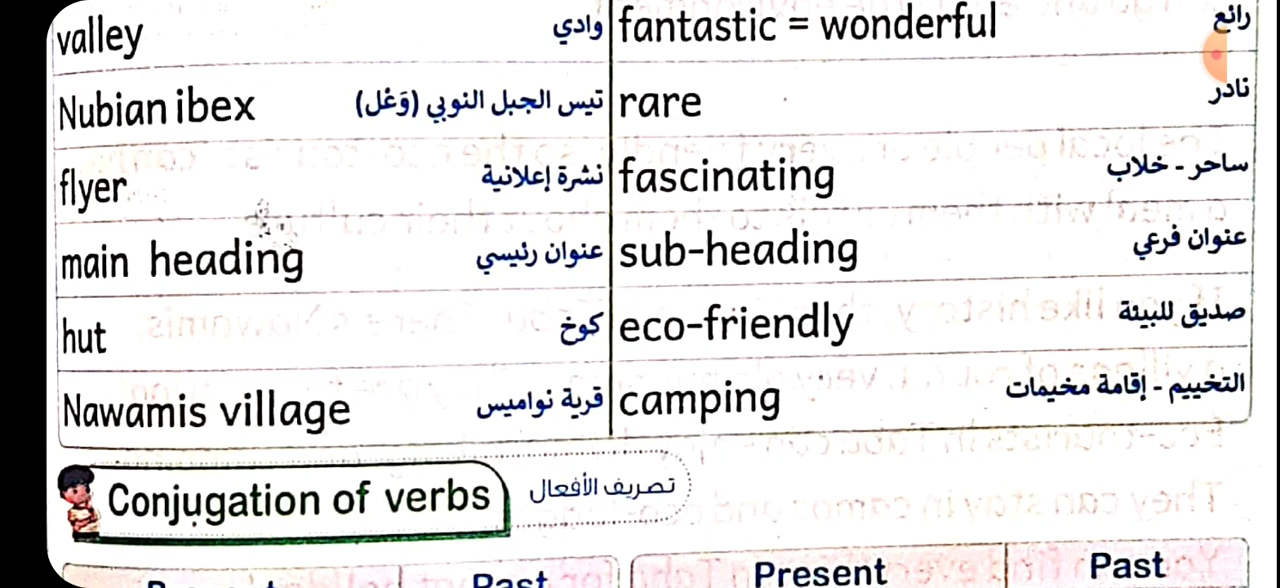 valley وادي fantastic = wonderful رائع
Nubian ibex تيس الجبل النوبي (وَعْل) rare نادر
flyer نشرة إعلانية fascinating ساحر - خلاب
main heading عنوان رئيسي sub-heading عنوان فرعي
hut كوخ eco-friendly صديق للبيئة
Nawamis village قرية نواميس camping التخييم - إقامة مخيمات
Conjugation of verbs تصريف الأفعال
Past Present Past